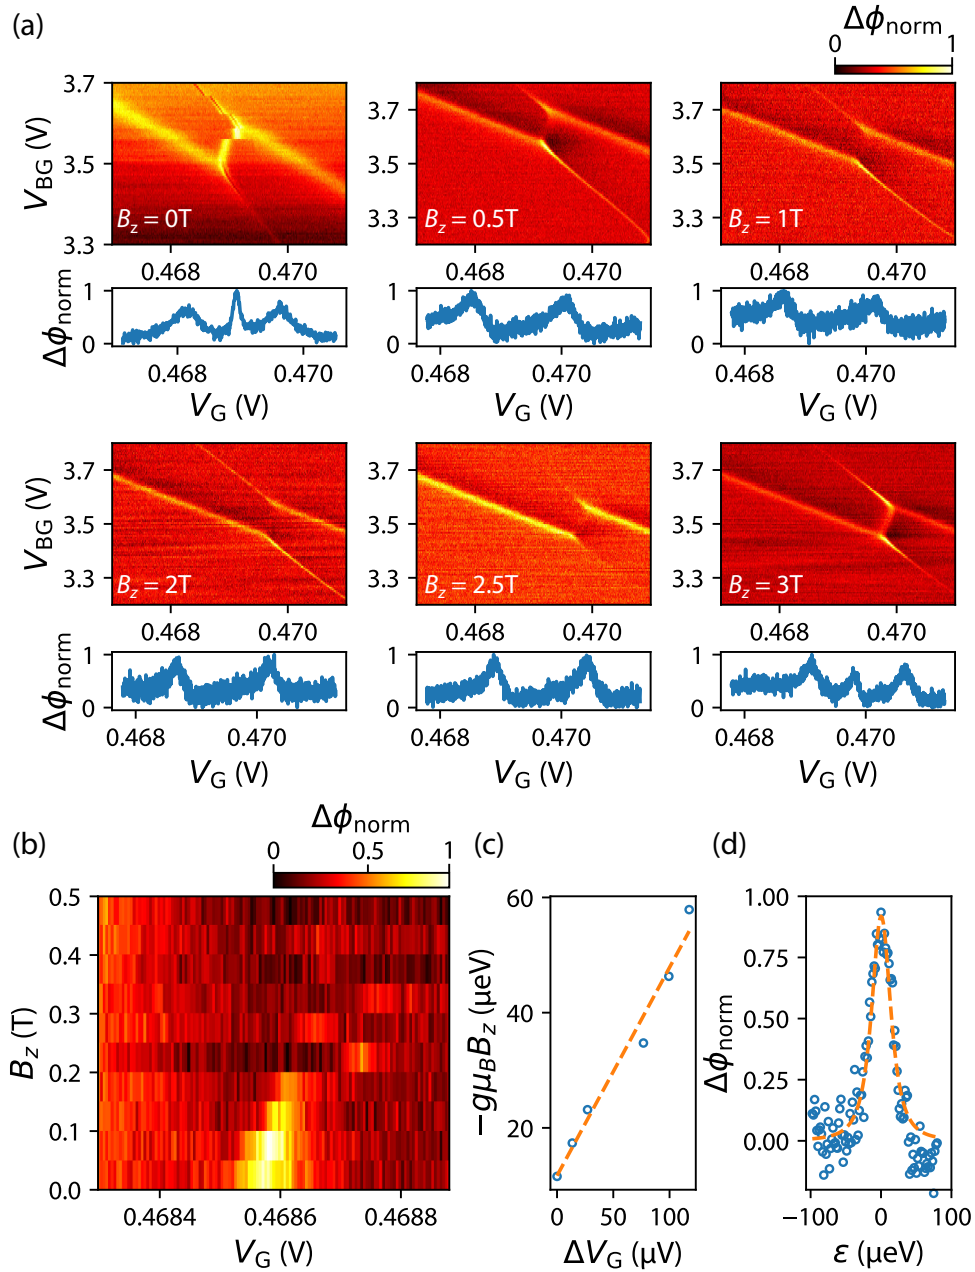 (a)
Δϕnorm
0 1
3.7
3.5
3.3
VBG (V)
Bz = 0T
Bz = 0.5T
3.7
3.5
3.3
Bz = 1T
3.7
3.5
3.3
0.468 0.470
0.468 0.470
0.468 0.470
Δϕnorm
1
0
1
0
1
0
0.468 0.470
0.468 0.470
0.468 0.470
VG (V)
VG (V)
VG (V)
VBG (V)
3.7
3.5
3.3
Bz = 2T
3.7
3.5
3.3
Bz = 2.5T
3.7
3.5
3.3
Bz = 3T
0.468 0.470
0.468 0.470
0.468 0.470
Δϕnorm
1
0
1
0
1
0
0.468 0.470
0.468 0.470
0.468 0.470
VG (V)
VG (V)
VG (V)
(b)
Δϕnorm
0 0.5 1
0.5
0.4
0.3
0.2
0.1
0.0
Bz (T)
0.4684 0.4686 0.4688
VG (V)
(c)
60
40
20
−gμBBz (μeV)
0 50 100
ΔVG (μV)
(d)
Δϕnorm
1.00
0.75
0.50
0.25
0.00
−100 0 100
ε (μeV)